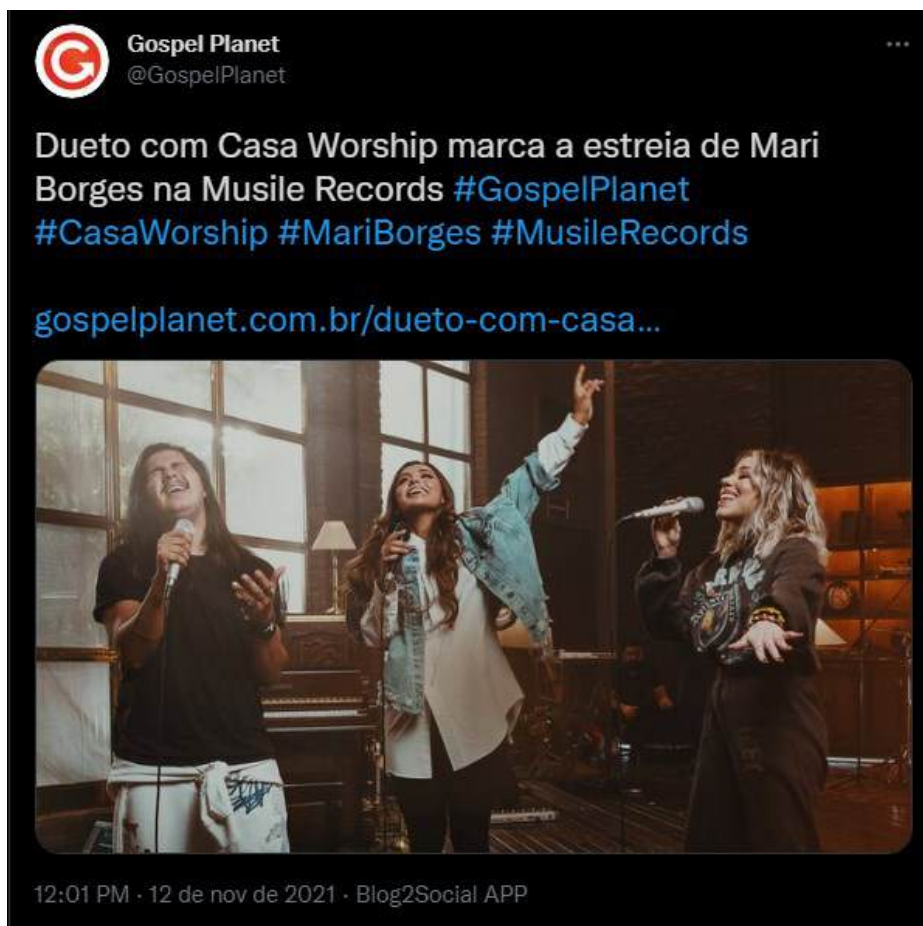 Gospel Planet
@GospelPlanet
Dueto com Casa Worship marca a estreia de Mari
Borges na Musile Records #GospelPlanet
#CasaWorship #MariBorges #MusileRecords
gospelplanet.com.br/dueto-com-casa...
12:01 PM · 12 de nov de 2021 · Blog2Social APP